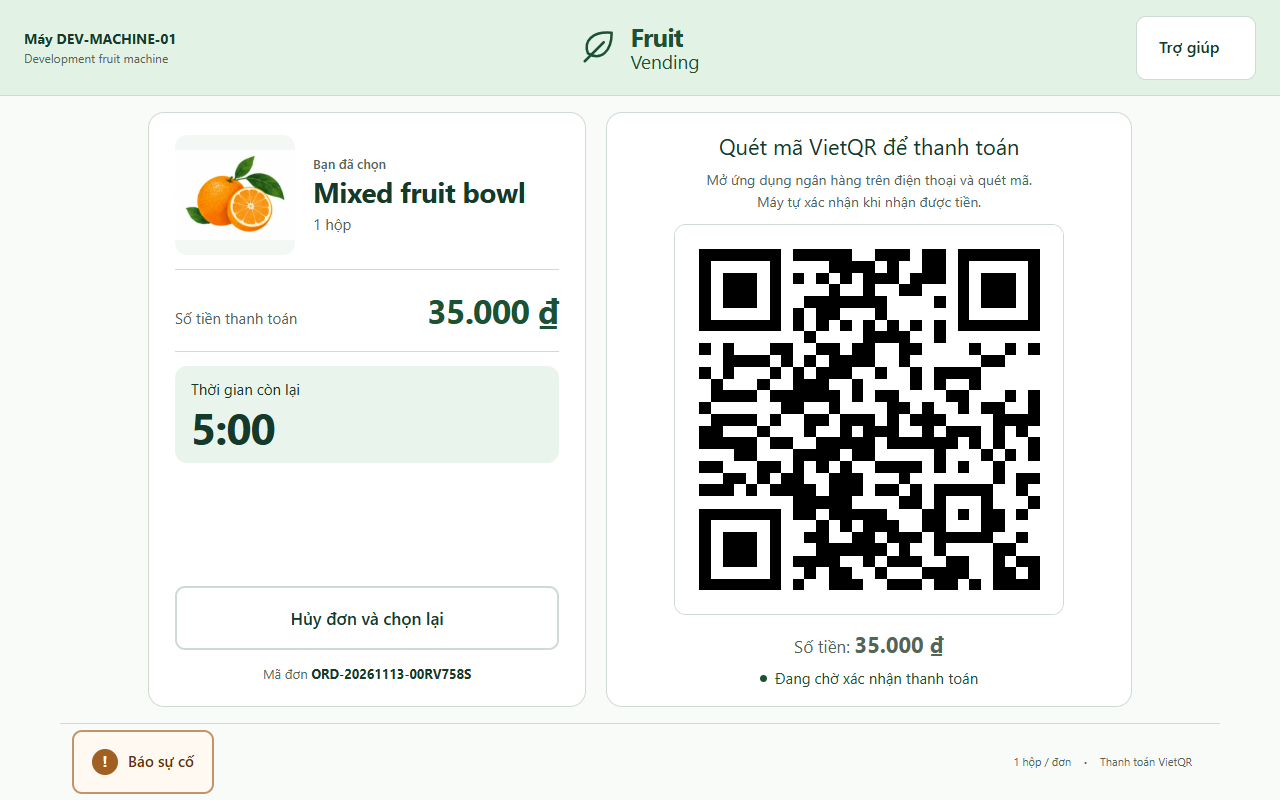 Máy DEV-MACHINE-01
Development fruit machine
Fruit
Vending
Trợ giúp
Bạn đã chọn
Mixed fruit bowl
1 hộp
Số tiền thanh toán
35.000 ₫
Thời gian còn lại
5:00
Hủy đơn và chọn lại
Mã đơn ORD-20261113-00RV758S
Quét mã VietQR để thanh toán
Mở ứng dụng ngân hàng trên điện thoại và quét mã.
Máy tự xác nhận khi nhận được tiền.
Số tiền: 35.000 ₫
Đang chờ xác nhận thanh toán
! Báo sự cố
1 hộp / đơn • Thanh toán VietQR